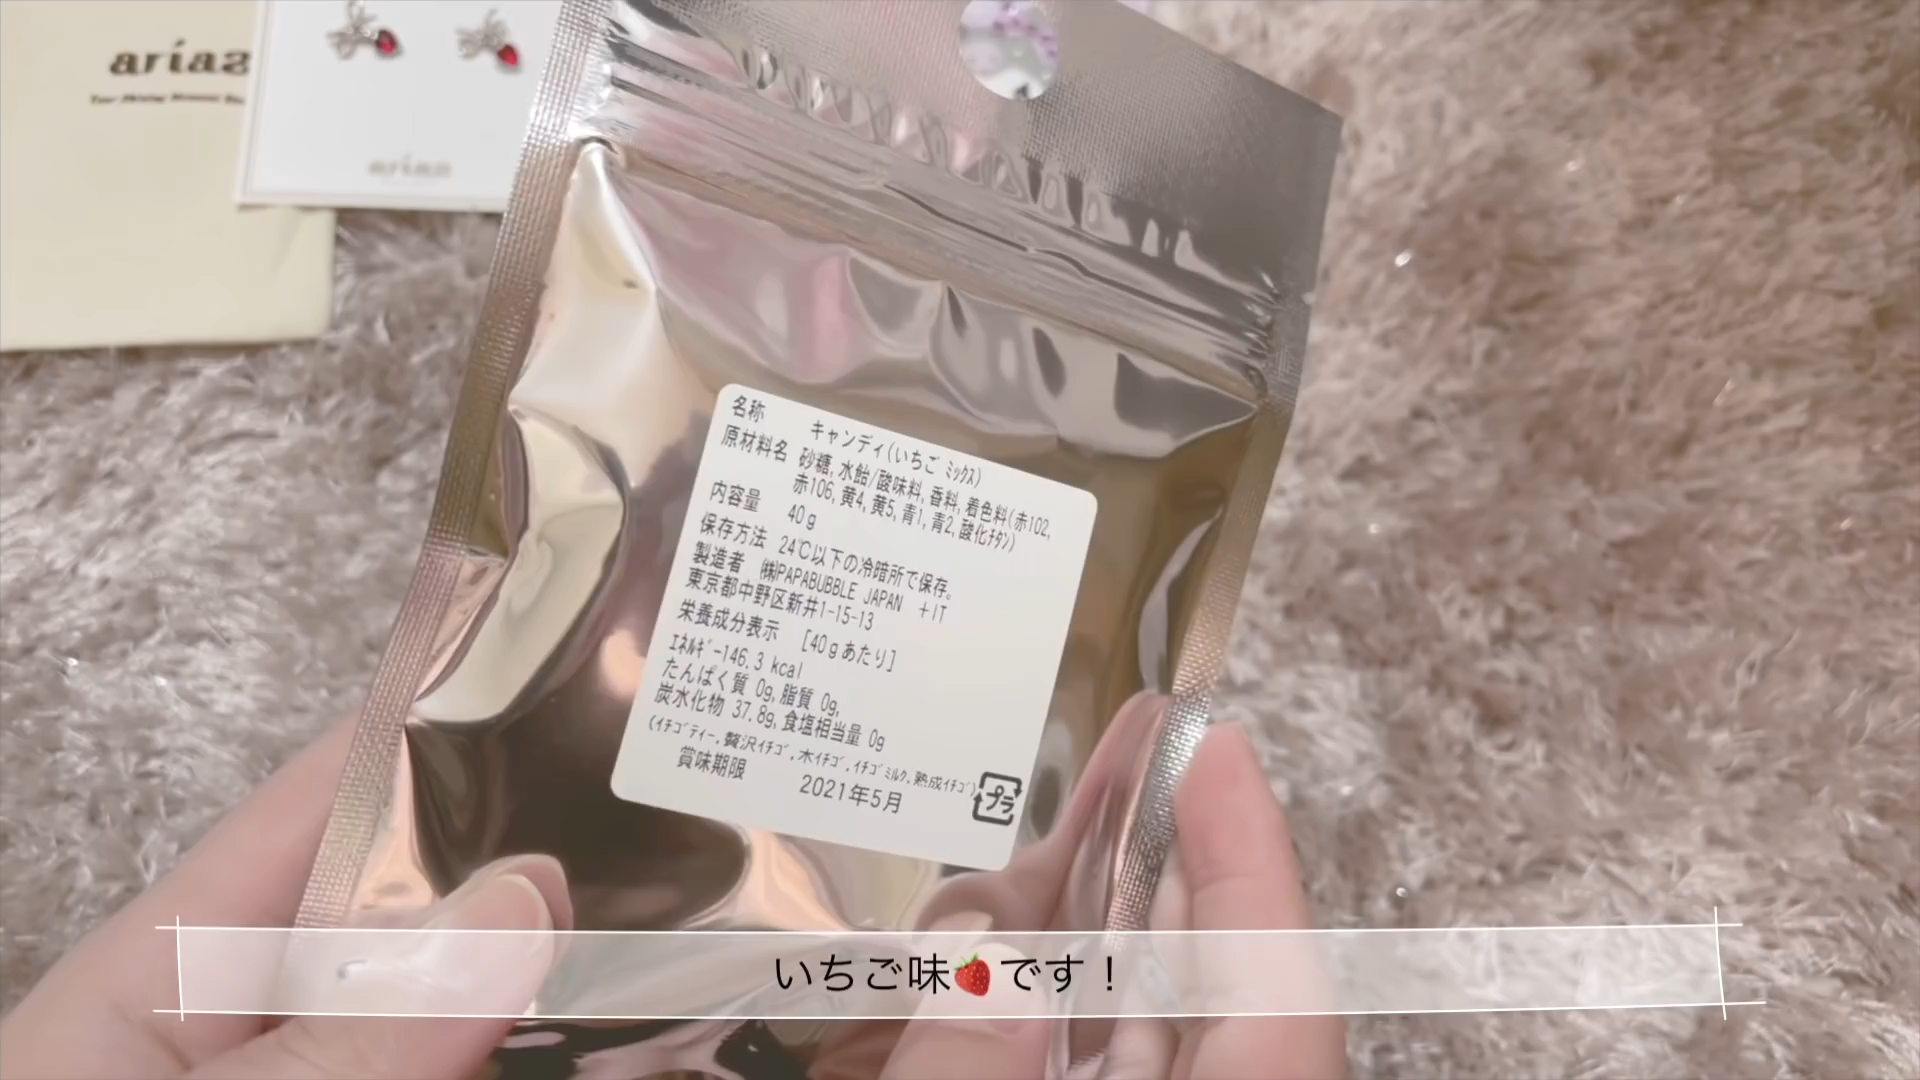 ariaz
ariaz
名称 キャンディ(いちご ミックス)
原材料名 砂糖,水飴/酸味料,香料,着色料(赤102,
赤106,黄4,黄5,青1,青2,酸化チタン)
内容量 40g
保存方法 24℃以下の冷暗所で保存。
製造者 ㈱PAPABUBBLE JAPAN +IT
東京都中野区新井1-15-13
栄養成分表示 [40gあたり]
エネルギー146.3 kcal
たんぱく質 0g,脂質 0g,
炭水化物 37.8g,食塩相当量 0g
(イチゴティー,贅沢イチゴ,木イチゴ,イチゴミルク,熟成イチゴ)
賞味期限 2021年5月
プラ
いちご味🍓です！